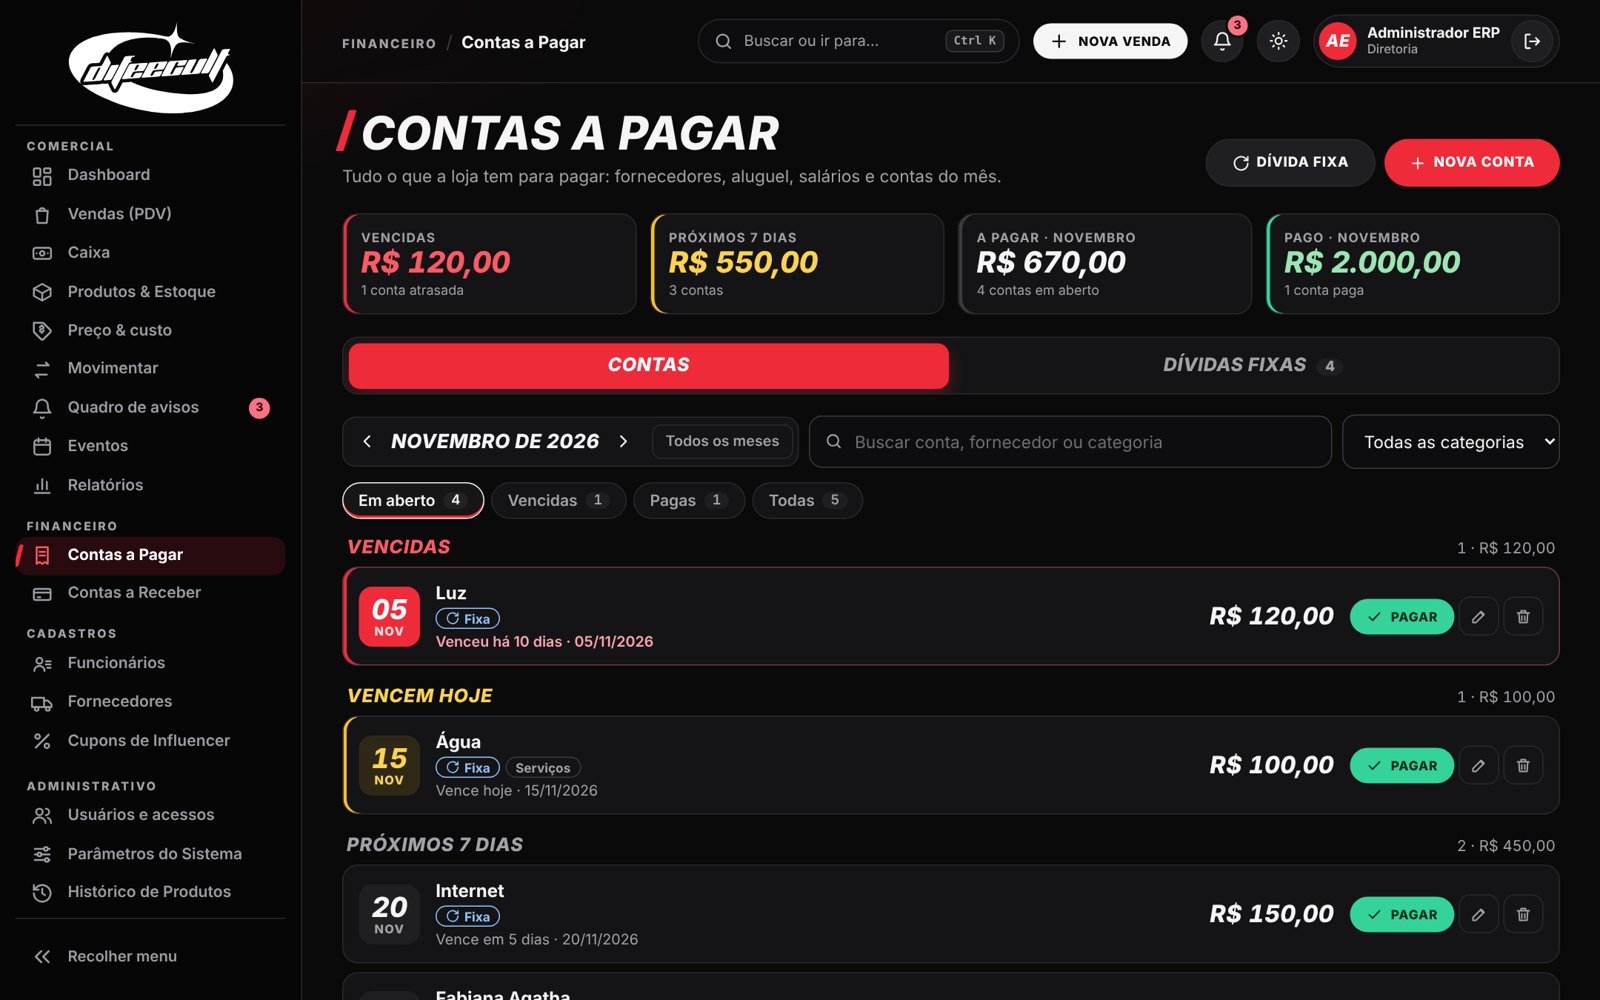 difeecult
COMERCIAL
Dashboard
Vendas (PDV)
Caixa
Produtos & Estoque
Preço & custo
Movimentar
Quadro de avisos 3
Eventos
Relatórios
FINANCEIRO
Contas a Pagar
Contas a Receber
CADASTROS
Funcionários
Fornecedores
Cupons de Influencer
ADMINISTRATIVO
Usuários e acessos
Parâmetros do Sistema
Histórico de Produtos
Recolher menu
FINANCEIRO / Contas a Pagar
Buscar ou ir para... Ctrl K
+ NOVA VENDA
3
AE
Administrador ERP
Diretoria
/CONTAS A PAGAR
Tudo o que a loja tem para pagar: fornecedores, aluguel, salários e contas do mês.
DÍVIDA FIXA
+ NOVA CONTA
VENCIDAS
R$ 120,00
1 conta atrasada
PRÓXIMOS 7 DIAS
R$ 550,00
3 contas
A PAGAR · NOVEMBRO
R$ 670,00
4 contas em aberto
PAGO · NOVEMBRO
R$ 2.000,00
1 conta paga
CONTAS
DÍVIDAS FIXAS 4
NOVEMBRO DE 2026
Todos os meses
Buscar conta, fornecedor ou categoria
Todas as categorias
Em aberto 4
Vencidas 1
Pagas 1
Todas 5
VENCIDAS
1 · R$ 120,00
05
NOV
Luz
Fixa
Venceu há 10 dias · 05/11/2026
R$ 120,00
PAGAR
VENCEM HOJE
1 · R$ 100,00
15
NOV
Água
Fixa Serviços
Vence hoje · 15/11/2026
R$ 100,00
PAGAR
PRÓXIMOS 7 DIAS
2 · R$ 450,00
20
NOV
Internet
Fixa
Vence em 5 dias · 20/11/2026
R$ 150,00
PAGAR
Fabiana Agatha